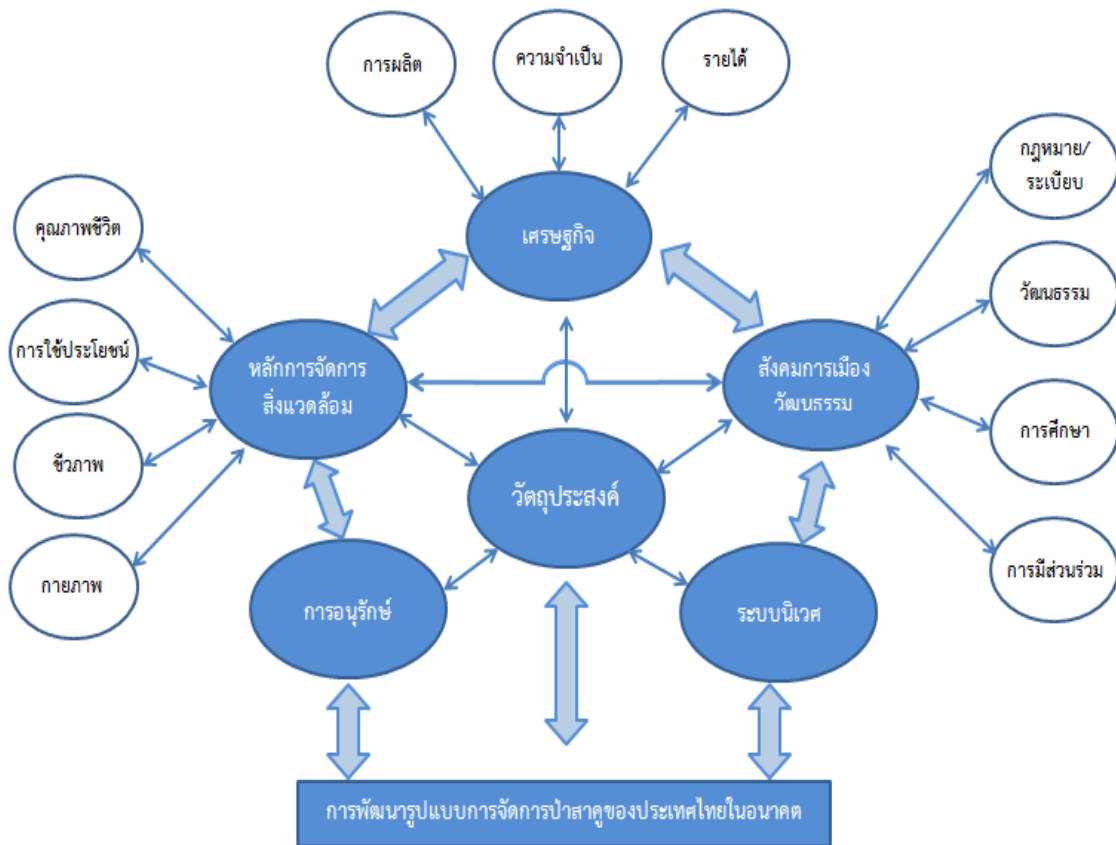 การผลิต
ความจำเป็น
รายได้
กฎหมาย/
ระเบียบ
คุณภาพชีวิต
เศรษฐกิจ
วัฒนธรรม
การใช้ประโยชน์
หลักการจัดการ
สิ่งแวดล้อม
สังคมการเมือง
วัฒนธรรม
ชีวภาพ
วัตถุประสงค์
การศึกษา
กายภาพ
การอนุรักษ์
ระบบนิเวศ
การมีส่วนร่วม
การพัฒนารูปแบบการจัดการป่าสาคูของประเทศไทยในอนาคต